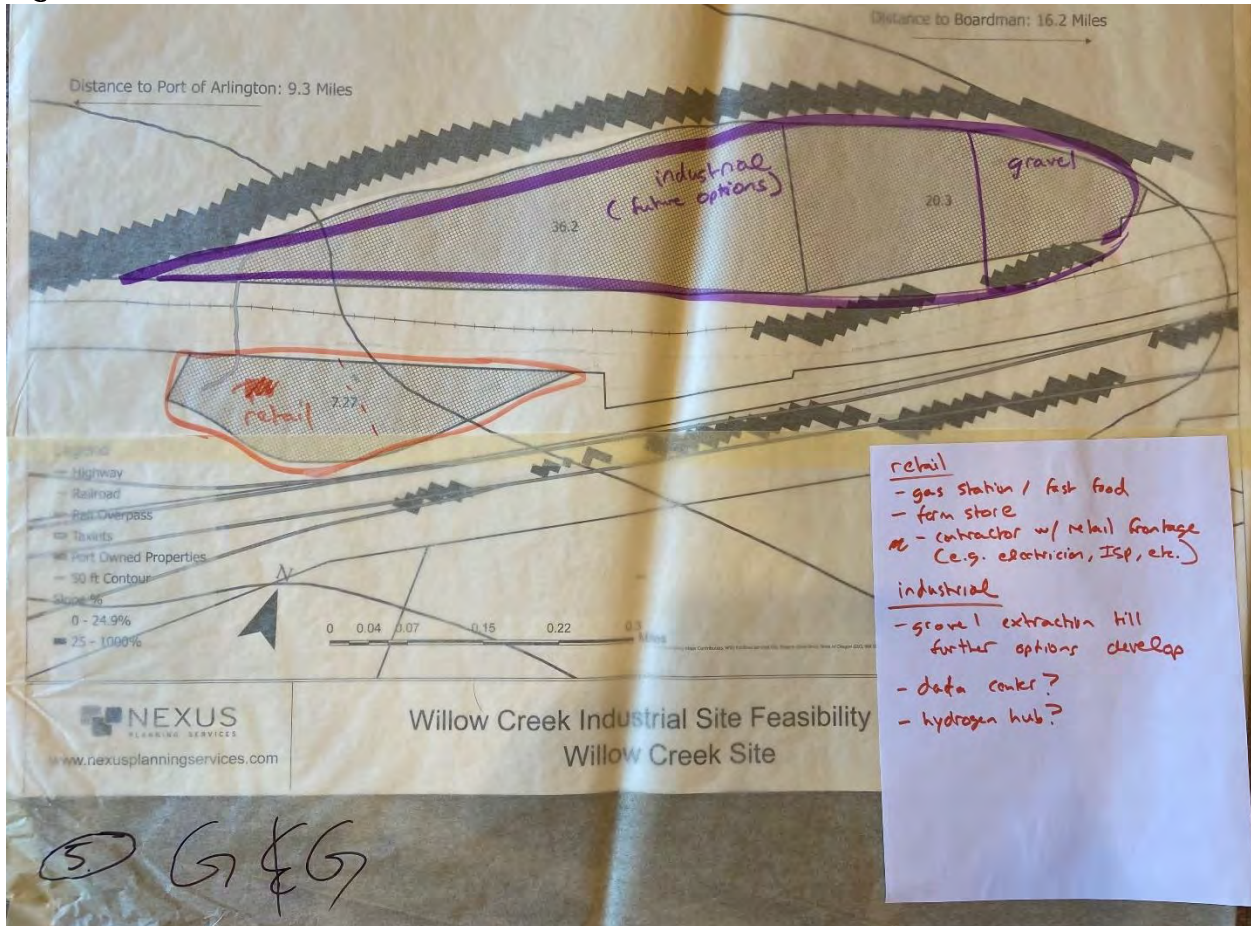 Distance to Boardman: 16.2 Miles
Distance to Port of Arlington: 9.3 Miles
industrial
(future options)
gravel
36.2
20.3
retail
7.27
Legend
Highway
Railroad
Rail Overpass
Taxlots
Port Owned Properties
50 ft Contour
Slope %
0 - 24.9%
25 - 1000%
N
0 0.04 0.07 0.15 0.22 0.3
Miles
retail
- gas station / fast food
- farm store
- contractor w/ retail frontage
(e.g. electrician, ISP, etc.)
industrial
- gravel extraction till
further options develop
- data center?
- hydrogen hub?
NEXUS
PLANNING SERVICES
www.nexusplanningservices.com
Willow Creek Industrial Site Feasibility
Willow Creek Site
5. G & G